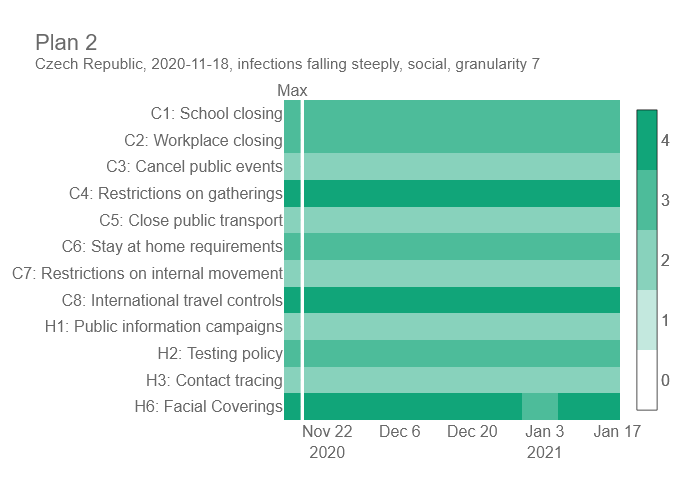 Plan 2
Czech Republic, 2020-11-18, infections falling steeply, social, granularity 7
Max
C1: School closing
C2: Workplace closing
C3: Cancel public events
C4: Restrictions on gatherings
C5: Close public transport
C6: Stay at home requirements
C7: Restrictions on internal movement
C8: International travel controls
H1: Public information campaigns
H2: Testing policy
H3: Contact tracing
H6: Facial Coverings
4
3
2
1
0
Nov 22 Dec 6 Dec 20 Jan 3 Jan 17
2020 2021